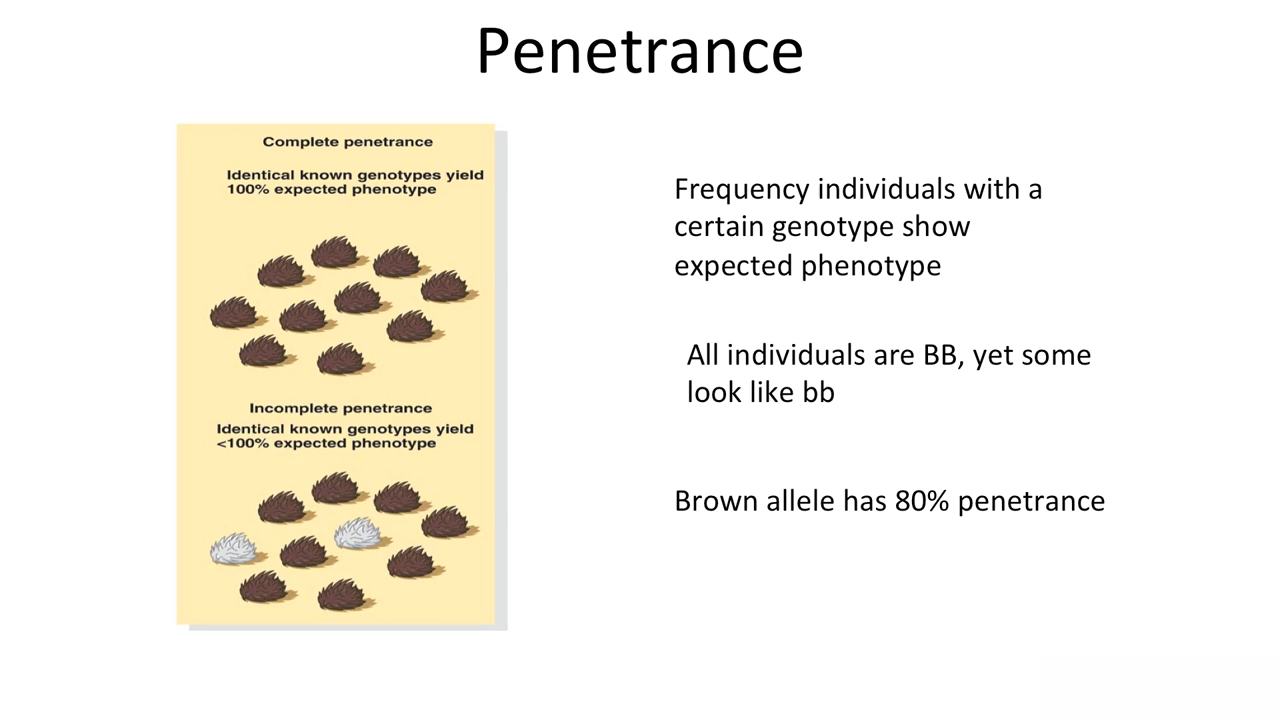 Penetrance
Complete penetrance
Identical known genotypes yield
100% expected phenotype
Incomplete penetrance
Identical known genotypes yield
<100% expected phenotype
Frequency individuals with a
certain genotype show
expected phenotype
All individuals are BB, yet some
look like bb
Brown allele has 80% penetrance